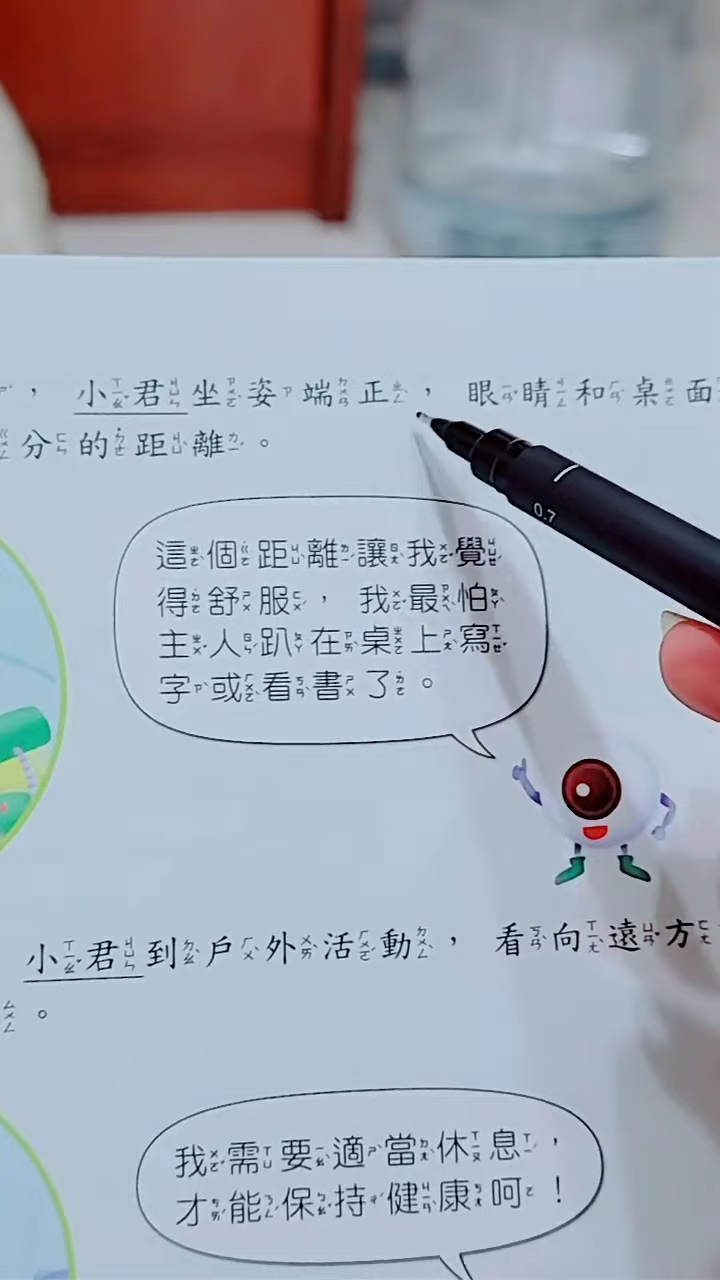 ，小君坐姿端正，眼睛和桌面
分的距離。
這個距離讓我覺
得舒服，我最怕
主人趴在桌上寫
字或看書了。
0.7
小君到戶外活動，看向遠方
。
我需要適當休息，
才能保持健康呵！